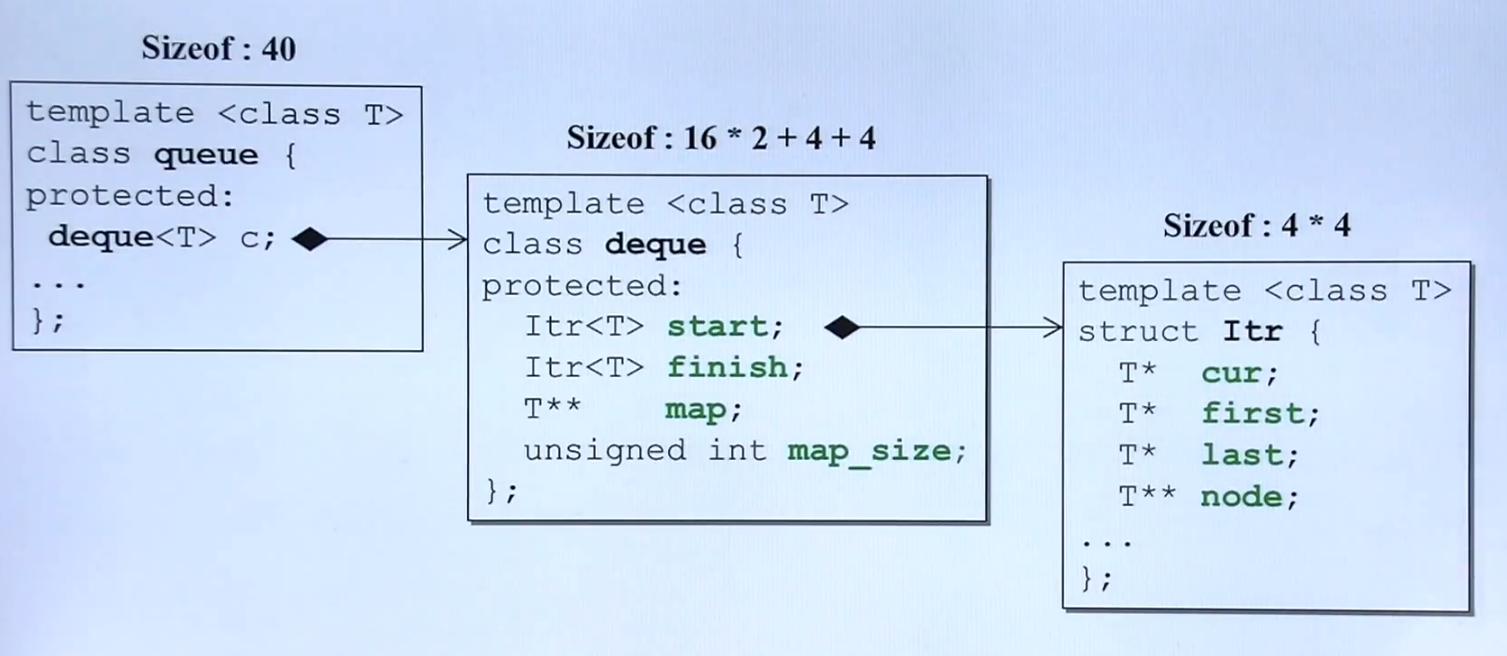 Sizeof : 40
template <class T>
class queue {
protected:
deque<T> c;
...
};
Sizeof : 16 * 2 + 4 + 4
template <class T>
class deque {
protected:
Itr<T> start;
Itr<T> finish;
T** map;
unsigned int map_size;
};
Sizeof : 4 * 4
template <class T>
struct Itr {
T* cur;
T* first;
T* last;
T** node;
...
};